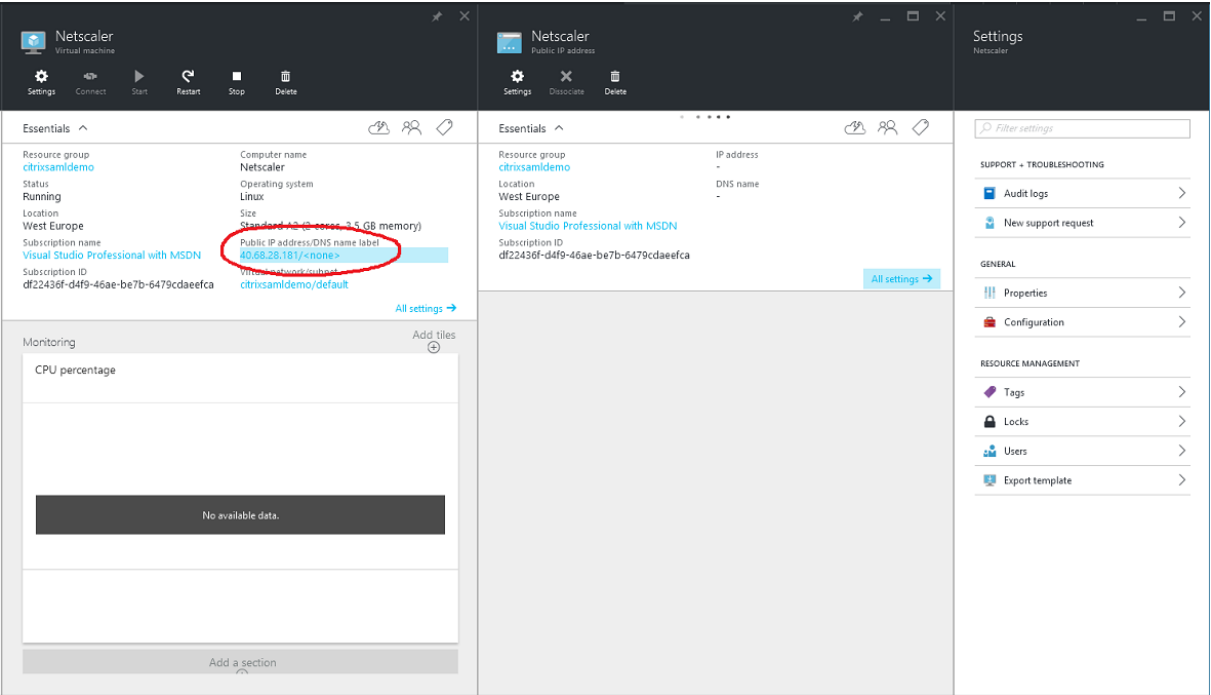 Netscaler
Virtual machine
Settings Connect Start Restart Stop Delete
Essentials
Resource group
citrixsamldemo
Status
Running
Location
West Europe
Subscription name
Visual Studio Professional with MSDN
Subscription ID
df22436f-d4f9-46ae-be7b-6479cdaeefca
Computer name
Netscaler
Operating system
Linux
Size
Standard A2 (2 cores, 3.5 GB memory)
Public IP address/DNS name label
40.68.28.181/<none>
Virtual network/subnet
citrixsamldemo/default
All settings →
Monitoring
Add tiles
CPU percentage
No available data.
Add a section
Netscaler
Public IP address
Settings Dissociate Delete
Essentials
Resource group
citrixsamldemo
Location
West Europe
Subscription name
Visual Studio Professional with MSDN
Subscription ID
df22436f-d4f9-46ae-be7b-6479cdaeefca
IP address
-
DNS name
-
All settings →
Settings
Netscaler
Filter settings
SUPPORT + TROUBLESHOOTING
Audit logs
New support request
GENERAL
Properties
Configuration
RESOURCE MANAGEMENT
Tags
Locks
Users
Export template